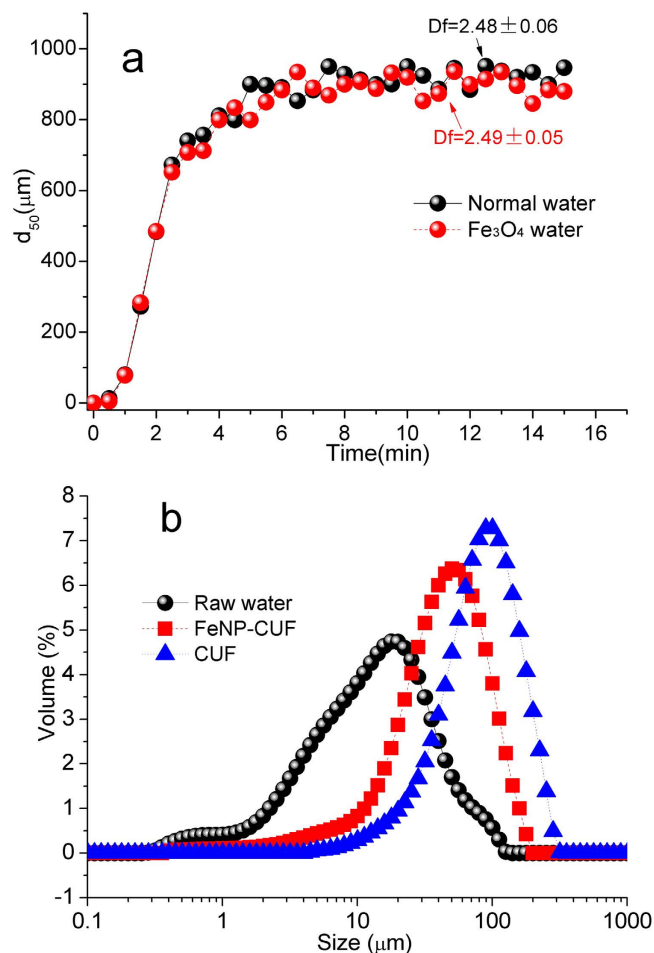 a
Df=2.48±0.06
Df=2.49±0.05
Normal water
Fe₃O₄ water
d₅₀(μm)
1000
800
600
400
200
0
0 2 4 6 8 10 12 14 16
Time(min)
b
Raw water
FeNP-CUF
CUF
Volume (%)
8
7
6
5
4
3
2
1
0
-1
0.1 1 10 100 1000
Size (μm)